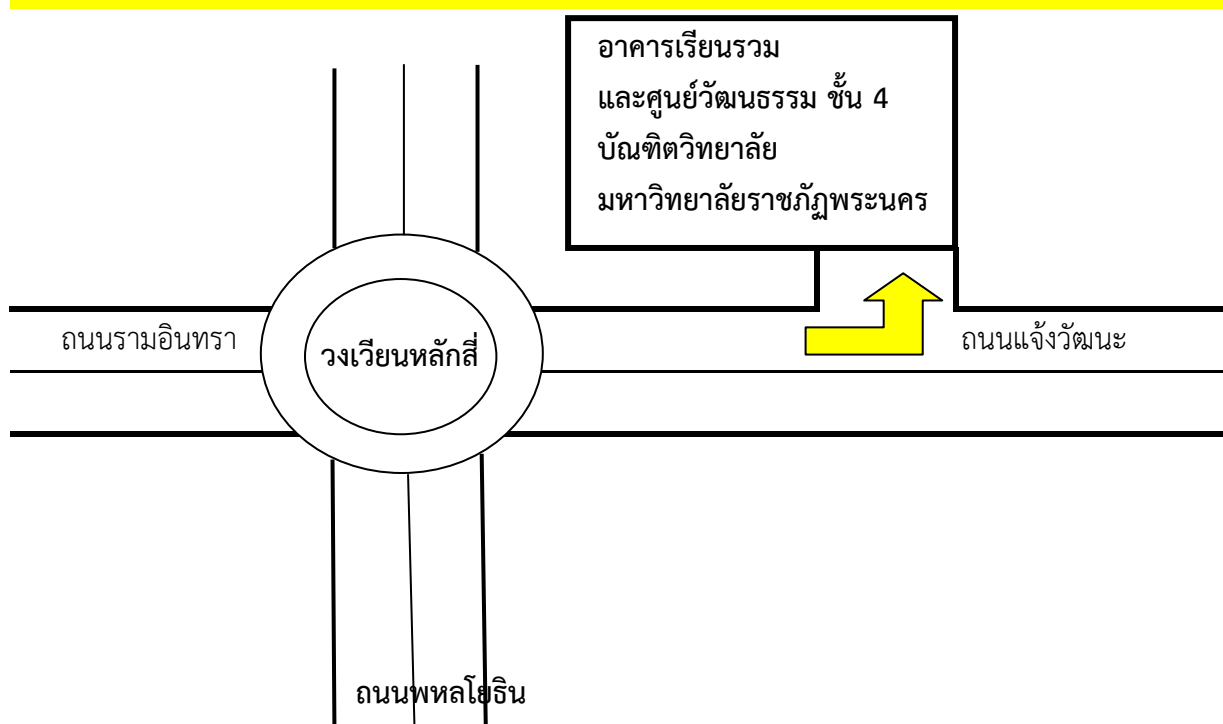 อาคารเรียนรวม
และศูนย์วัฒนธรรม ชั้น 4
บัณฑิตวิทยาลัย
มหาวิทยาลัยราชภัฏพระนคร
ถนนรามอินทรา
วงเวียนหลักสี่
ถนนแจ้งวัฒนะ
ถนนพหลโยธิน